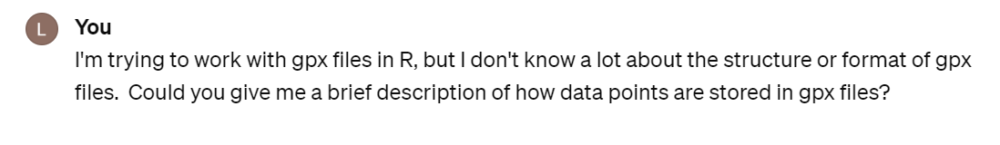 L
You
I'm trying to work with gpx files in R, but I don't know a lot about the structure or format of gpx
files.  Could you give me a brief description of how data points are stored in gpx files?